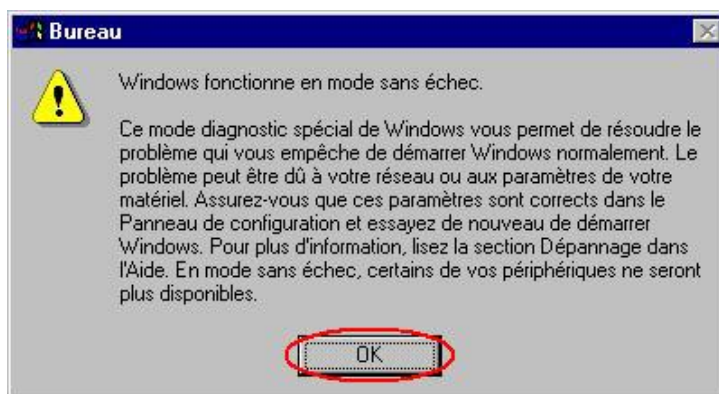 Bureau
Windows fonctionne en mode sans échec.
Ce mode diagnostic spécial de Windows vous permet de résoudre le
problème qui vous empêche de démarrer Windows normalement. Le
problème peut être dû à votre réseau ou aux paramètres de votre
matériel. Assurez-vous que ces paramètres sont corrects dans le
Panneau de configuration et essayez de nouveau de démarrer
Windows. Pour plus d'information, lisez la section Dépannage dans
l'Aide. En mode sans échec, certains de vos périphériques ne seront
plus disponibles.
OK